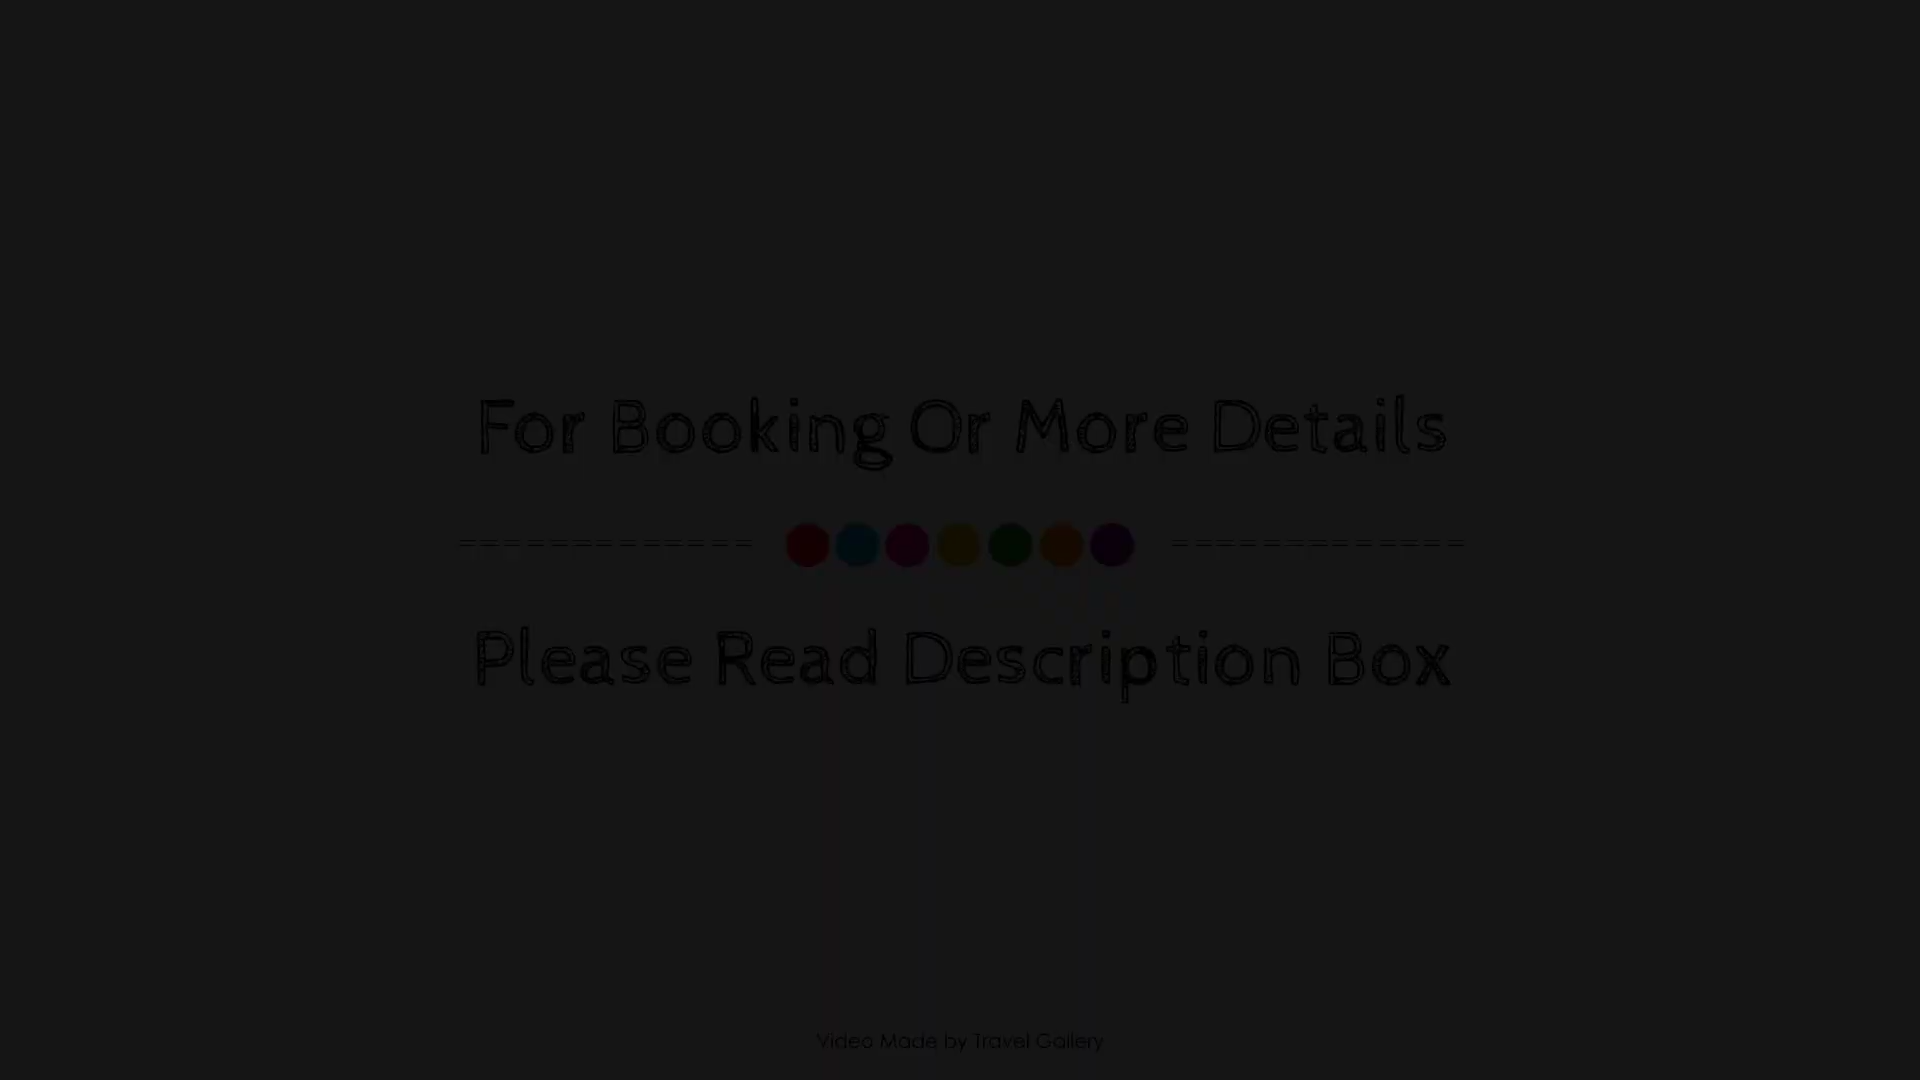 For Booking Or More Details
============= =============
Please Read Description Box
Video Made by Travel Gallery